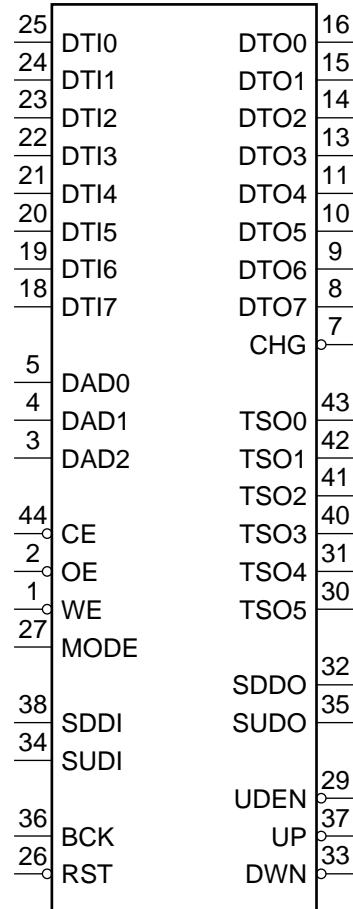 25 DTI0 DTO0 16
24 DTI1 DTO1 15
23 DTI2 DTO2 14
22 DTI3 DTO3 13
21 DTI4 DTO4 11
20 DTI5 DTO5 10
19 DTI6 DTO6 9
18 DTI7 DTO7 8
CHG 7
5 DAD0
4 DAD1 TSO0 43
3 DAD2 TSO1 42
TSO2 41
44 CE TSO3 40
2 OE TSO4 31
1 WE TSO5 30
27 MODE
SDDO 32
38 SDDI SUDO 35
34 SUDI
UDEN 29
36 BCK UP 37
26 RST DWN 33